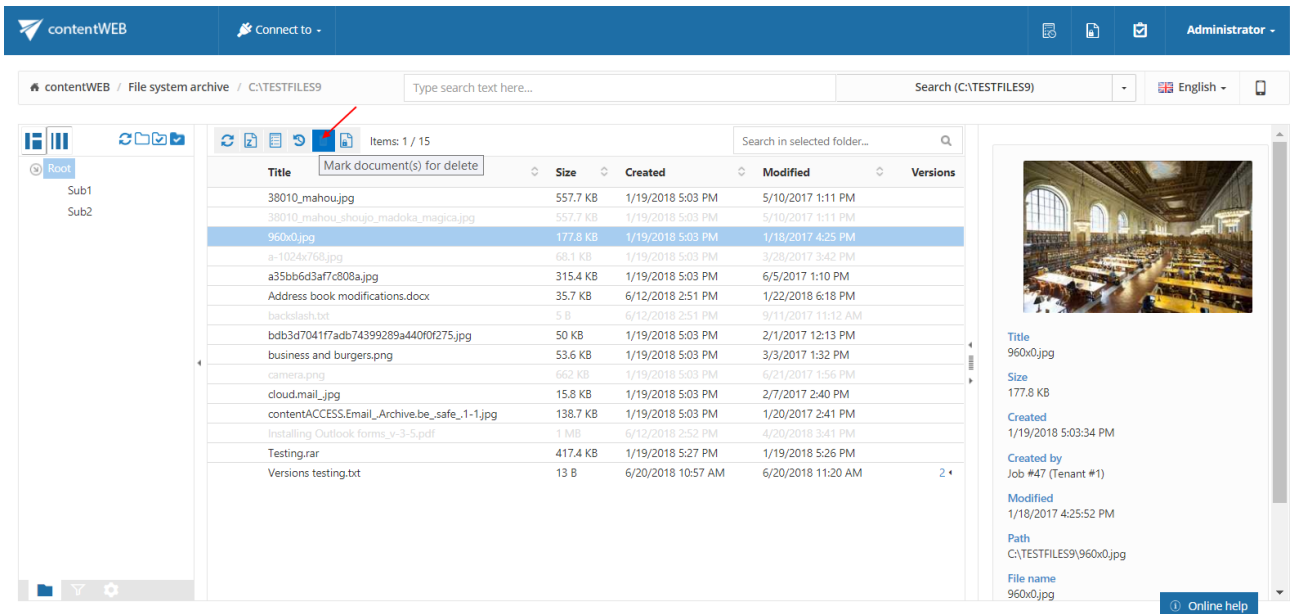 contentWEB Connect to Administrator
contentWEB / File system archive / C:\TESTFILES9 Type search text here... Search (C:\TESTFILES9) English
Items: 1 / 15 Search in selected folder...
Root
Sub1
Sub2
Mark document(s) for delete
Title Size Created Modified Versions
38010_mahou.jpg 557.7 KB 1/19/2018 5:03 PM 5/10/2017 1:11 PM
38010_mahou_shoujo_madoka_magica.jpg 557.7 KB 1/19/2018 5:03 PM 5/10/2017 1:11 PM
960x0.jpg 177.8 KB 1/19/2018 5:03 PM 1/18/2017 4:25 PM
a-1024x768.jpg 68.1 KB 1/19/2018 5:03 PM 3/28/2017 3:42 PM
a35bb6d3af7c808a.jpg 315.4 KB 1/19/2018 5:03 PM 6/5/2017 1:10 PM
Address book modifications.docx 35.7 KB 6/12/2018 2:51 PM 1/22/2018 6:18 PM
backslash.txt 5 B 6/12/2018 2:51 PM 9/11/2017 11:12 AM
bdb3d7041f7adb74399289a440f0f275.jpg 50 KB 1/19/2018 5:03 PM 2/1/2017 12:13 PM
business and burgers.png 53.6 KB 1/19/2018 5:03 PM 3/3/2017 1:32 PM
camera.png 662 KB 1/19/2018 5:03 PM 6/21/2017 1:56 PM
cloud.mail_.jpg 15.8 KB 1/19/2018 5:03 PM 2/7/2017 2:40 PM
contentACCESS.Email_.Archive.be_.safe_.1-1.jpg 138.7 KB 1/19/2018 5:03 PM 1/20/2017 2:41 PM
Installing Outlook forms_v-3-5.pdf 1 MB 6/12/2018 2:52 PM 4/20/2018 3:41 PM
Testing.rar 417.4 KB 1/19/2018 5:27 PM 1/19/2018 5:26 PM
Versions testing.txt 13 B 6/20/2018 10:57 AM 6/20/2018 11:20 AM 2
Title
960x0.jpg
Size
177.8 KB
Created
1/19/2018 5:03:34 PM
Created by
Job #47 (Tenant #1)
Modified
1/18/2017 4:25:52 PM
Path
C:\TESTFILES9\960x0.jpg
File name
960x0.jpg
Online help